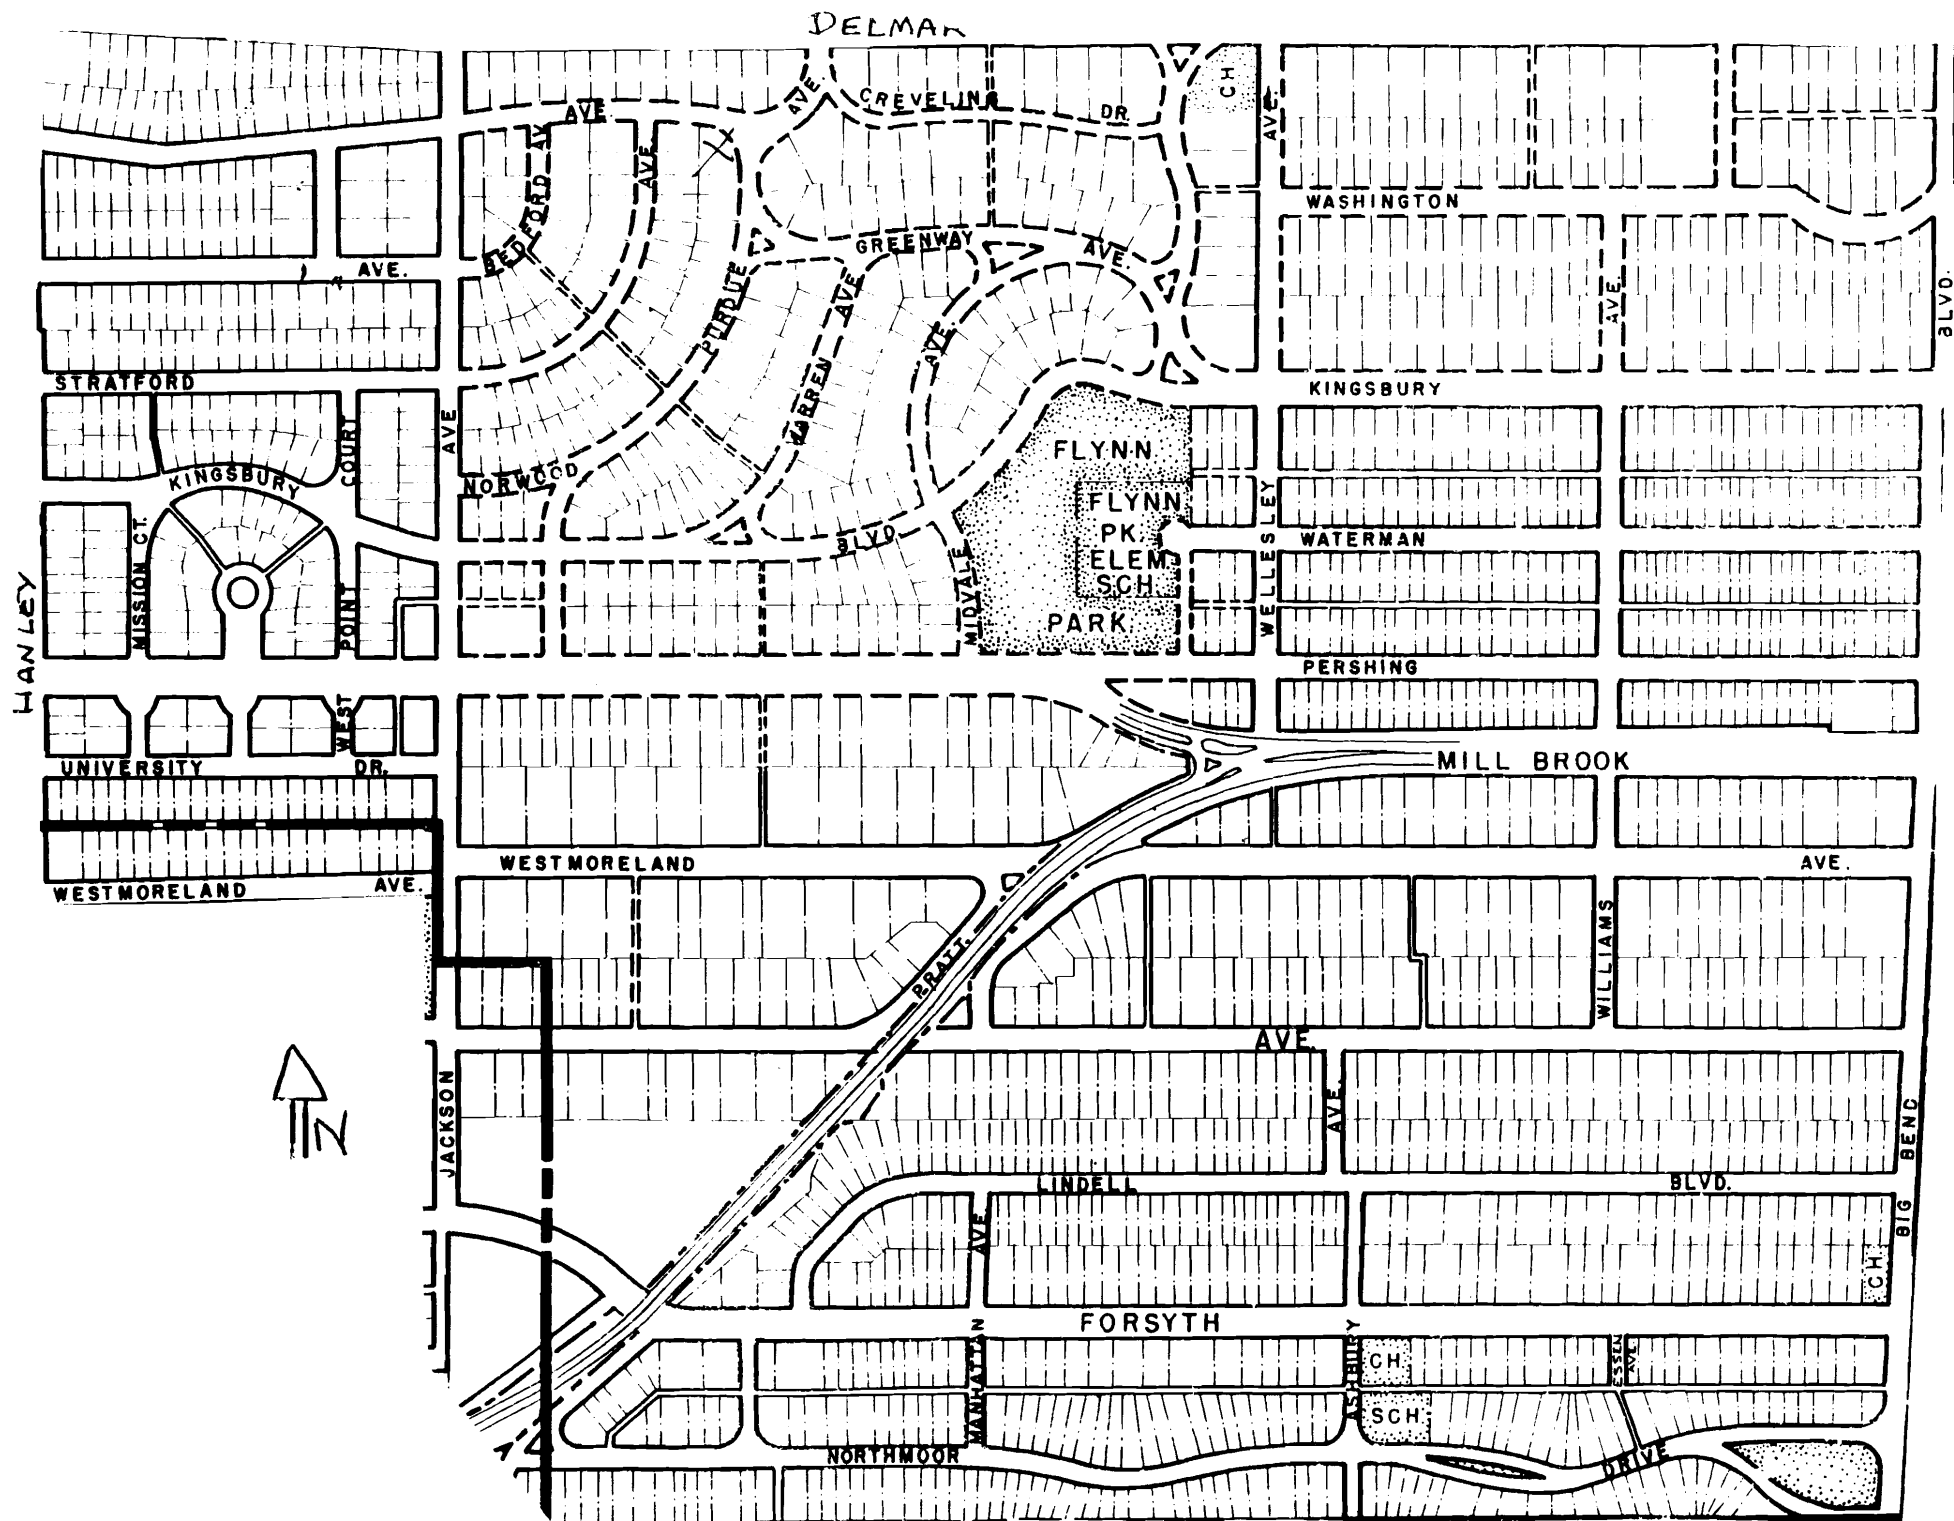 DELMAR
CREVELING
DR.
AVE.
AVE.
CH
AVE.
BEDFORD AV.
AVE.
WASHINGTON
GREENWAY
AVE.
AVE.
PURDUE
AVE.
AVE.
AVE.
BLVD.
STRATFORD
KINGSBURY
WARREN
COURT
AVE
FLYNN
NORWOOD
KINGSBURY
FLYNN
PK
ELEM
SCH.
PARK
WELLESLEY
WATERMAN
BLVD.
MISSION CT.
MIDVALE
HANLEY
POINT
PERSHING
WEST
UNIVERSITY
DR.
MILL BROOK
WESTMORELAND
AVE.
WESTMORELAND
AVE.
WILLIAMS
PRATT.
AVE.
N
JACKSON
AVE.
BIG BEND
LINDELL
BLVD.
AVE.
CH.
FORSYTH
MANHATTAN
ASHBURY
CH.
ESSEN
AVE.
SCH.
NORTHMOOR
DRIVE